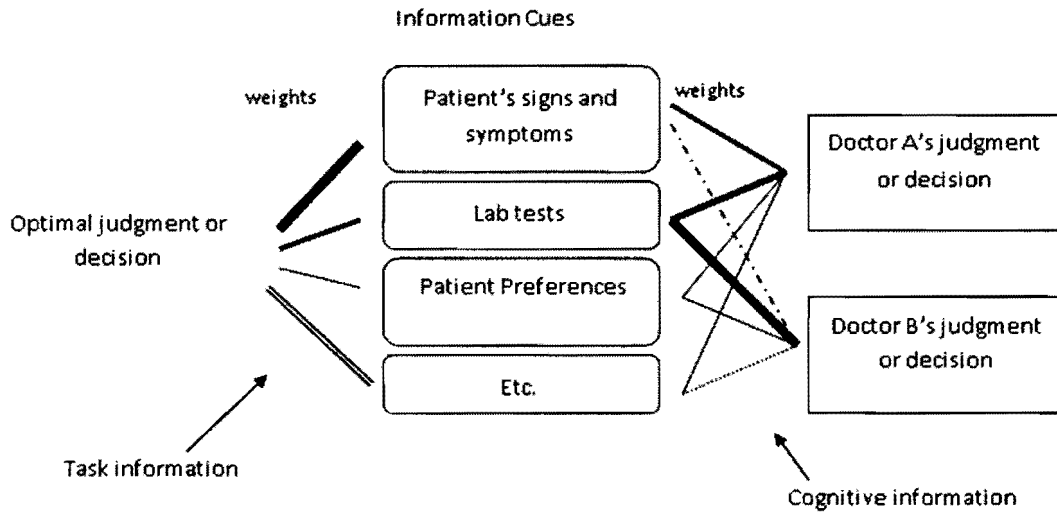 Information Cues
weights
Patient's signs and
symptoms
weights
Doctor A's judgment
or decision
Lab tests
Optimal judgment or
decision
Patient Preferences
Doctor B's judgment
or decision
Etc.
Task information
Cognitive information